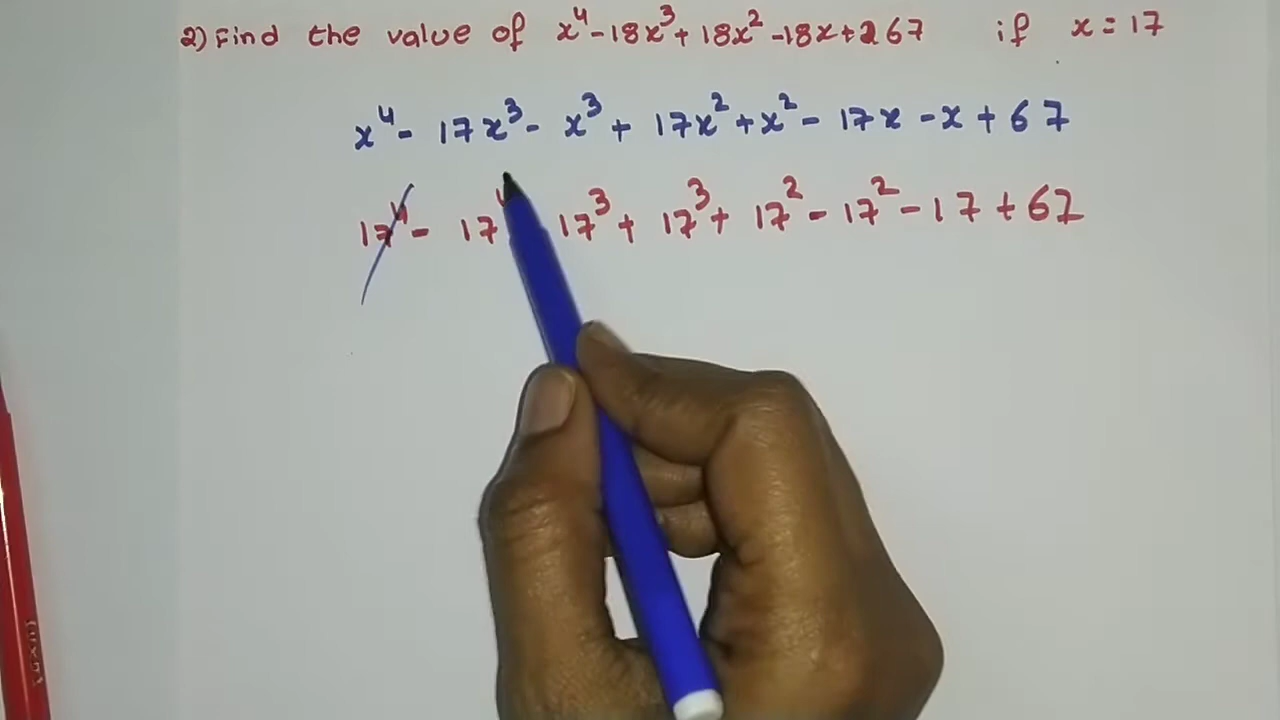 2) Find the value of x⁴-18x³+18x²-18x+267 if x=17
x⁴- 17x³- x³+ 17x²+x²- 17x -x+67
17⁴- 17⁴ 17³+ 17³+ 17²-17²-17+67